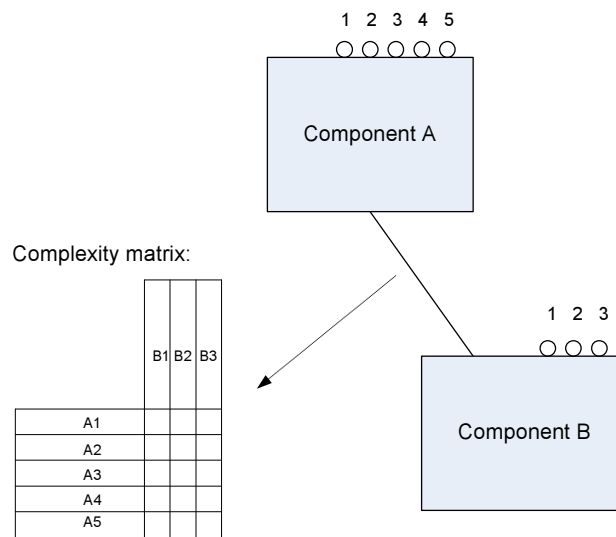 1 2 3 4 5
Component A
Complexity matrix:
1 2 3
B1 B2 B3
Component B
A1
A2
A3
A4
A5